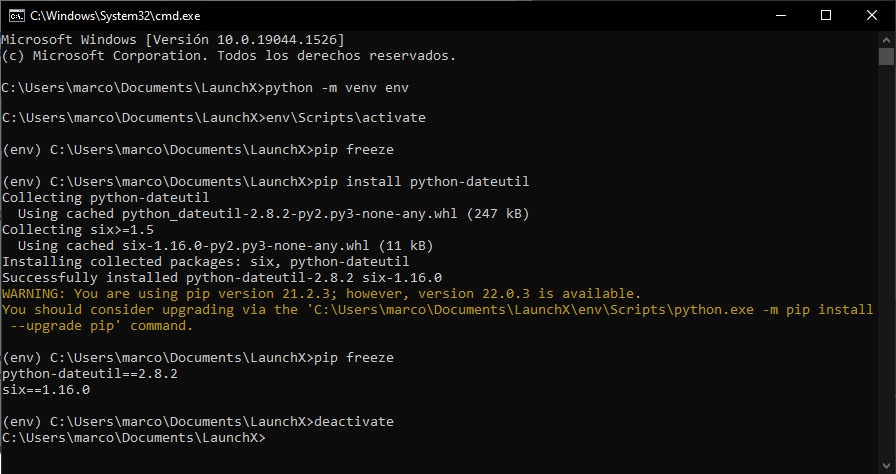 C:\Windows\System32\cmd.exe
Microsoft Windows [Versión 10.0.19044.1526]
(c) Microsoft Corporation. Todos los derechos reservados.
C:\Users\marco\Documents\LaunchX>python -m venv env
C:\Users\marco\Documents\LaunchX>env\Scripts\activate
(env) C:\Users\marco\Documents\LaunchX>pip freeze
(env) C:\Users\marco\Documents\LaunchX>pip install python-dateutil
Collecting python-dateutil
  Using cached python_dateutil-2.8.2-py2.py3-none-any.whl (247 kB)
Collecting six>=1.5
  Using cached six-1.16.0-py2.py3-none-any.whl (11 kB)
Installing collected packages: six, python-dateutil
Successfully installed python-dateutil-2.8.2 six-1.16.0
WARNING: You are using pip version 21.2.3; however, version 22.0.3 is available.
You should consider upgrading via the 'C:\Users\marco\Documents\LaunchX\env\Scripts\python.exe -m pip install
 --upgrade pip' command.
(env) C:\Users\marco\Documents\LaunchX>pip freeze
python-dateutil==2.8.2
six==1.16.0
(env) C:\Users\marco\Documents\LaunchX>deactivate
C:\Users\marco\Documents\LaunchX>